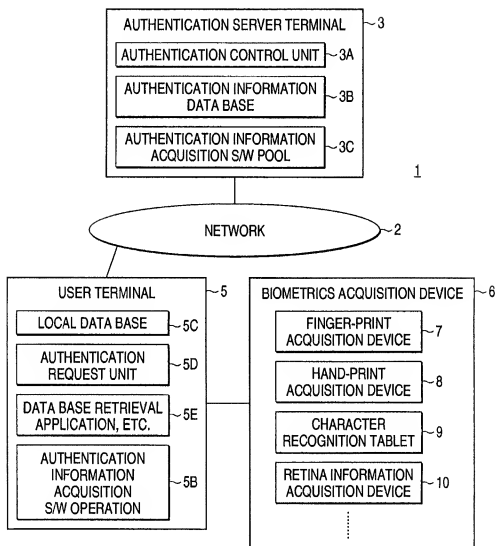 AUTHENTICATION SERVER TERMINAL
3
AUTHENTICATION CONTROL UNIT
3A
AUTHENTICATION INFORMATION
DATA BASE
3B
AUTHENTICATION INFORMATION
ACQUISITION S/W POOL
3C
1
NETWORK
2
USER TERMINAL
5
LOCAL DATA BASE
5C
AUTHENTICATION
REQUEST UNIT
5D
DATA BASE RETRIEVAL
APPLICATION, ETC.
5E
AUTHENTICATION
INFORMATION
ACQUISITION
S/W OPERATION
5B
BIOMETRICS ACQUISITION DEVICE
6
FINGER-PRINT
ACQUISITION DEVICE
7
HAND-PRINT
ACQUISITION DEVICE
8
CHARACTER
RECOGNITION TABLET
9
RETINA INFORMATION
ACQUISITION DEVICE
10